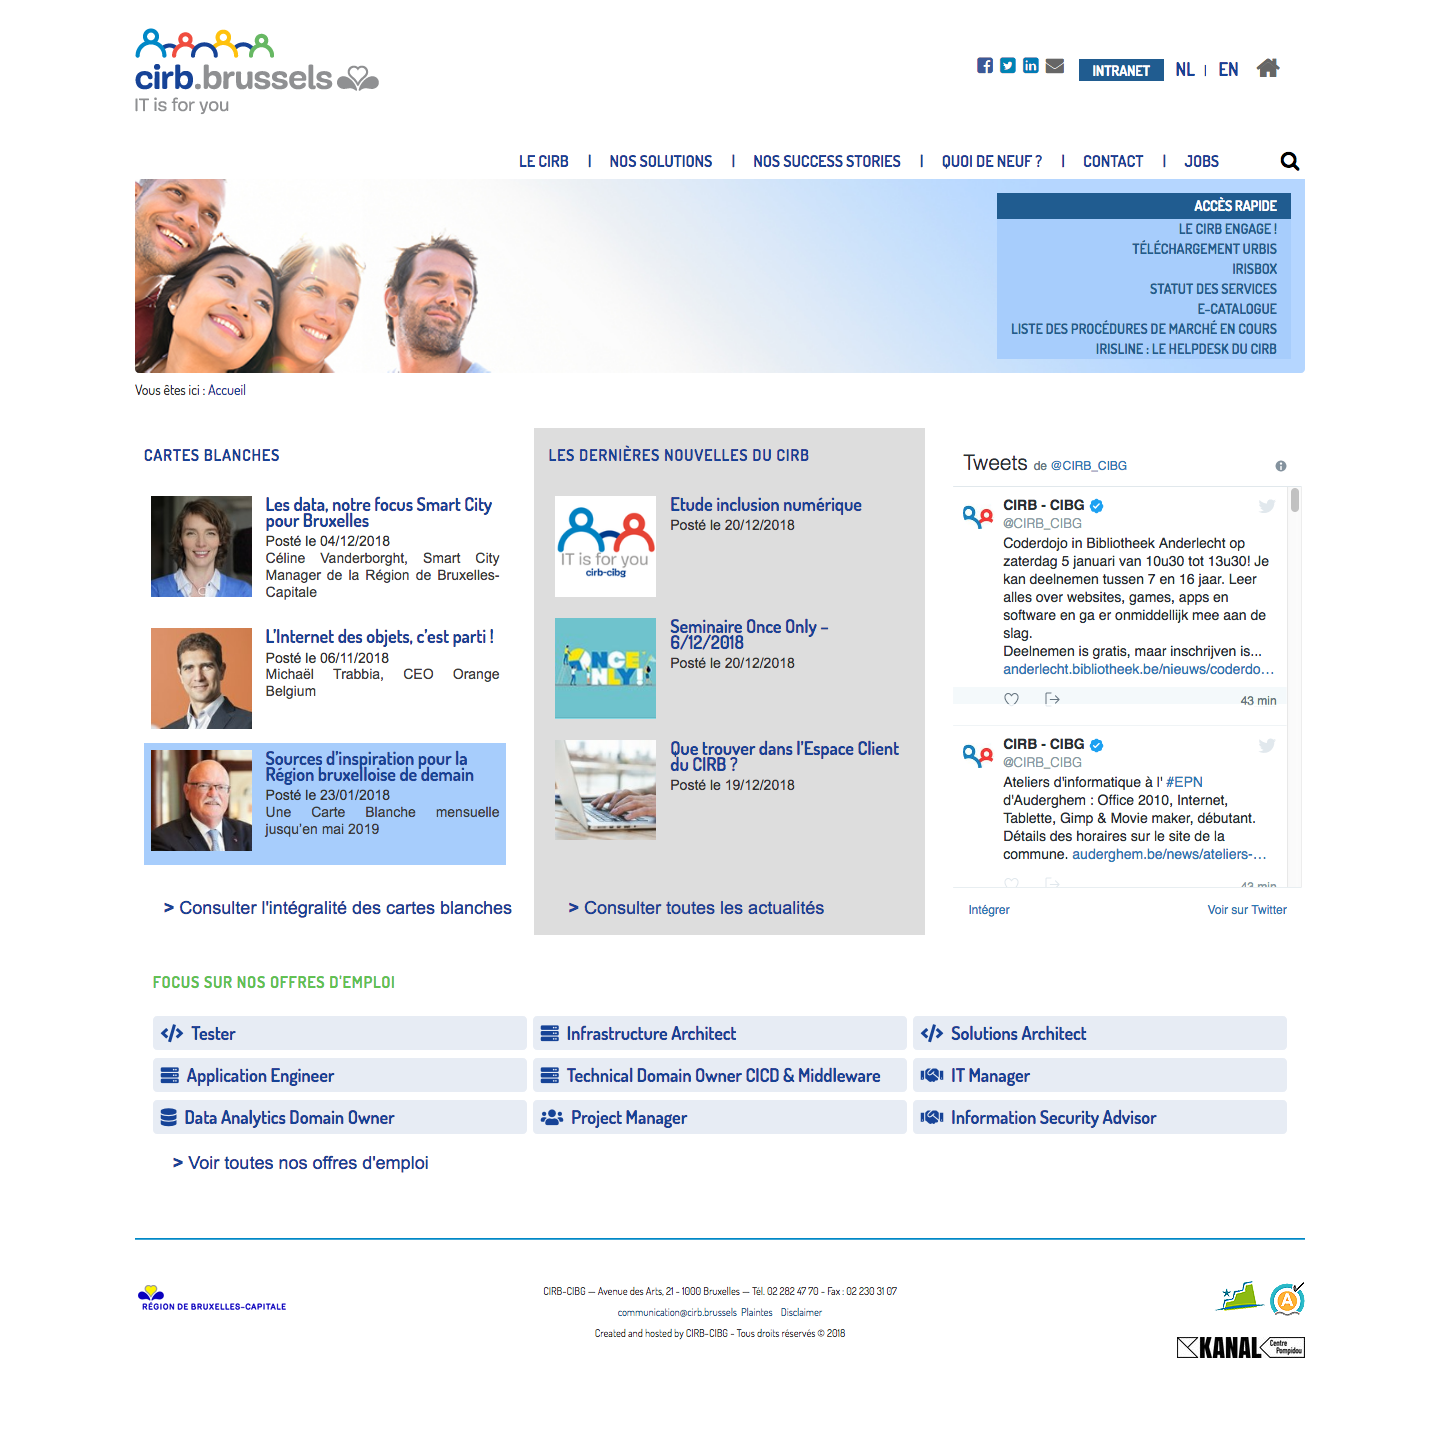 cirb.brussels
IT is for you
INTRANET
NL | EN
LE CIRB | NOS SOLUTIONS | NOS SUCCESS STORIES | QUOI DE NEUF ? | CONTACT | JOBS
ACCÈS RAPIDE
LE CIRB ENGAGE !
TÉLÉCHARGEMENT URBIS
IRISBOX
STATUT DES SERVICES
E-CATALOGUE
LISTE DES PROCÉDURES DE MARCHÉ EN COURS
IRISLINE : LE HELPDESK DU CIRB
Vous êtes ici : Accueil
CARTES BLANCHES
Les data, notre focus Smart City
pour Bruxelles
Posté le 04/12/2018
Céline Vanderborght, Smart City
Manager de la Région de Bruxelles-
Capitale
L'Internet des objets, c'est parti !
Posté le 06/11/2018
Michaël Trabbia, CEO Orange
Belgium
Sources d'inspiration pour la
Région bruxelloise de demain
Posté le 23/01/2018
Une Carte Blanche mensuelle
jusqu'en mai 2019
> Consulter l'intégralité des cartes blanches
LES DERNIÈRES NOUVELLES DU CIRB
IT is for you
cirb-cibg
Etude inclusion numérique
Posté le 20/12/2018
ONCE
ONLY!
Seminaire Once Only –
6/12/2018
Posté le 20/12/2018
Que trouver dans l'Espace Client
du CIRB ?
Posté le 19/12/2018
> Consulter toutes les actualités
Tweets de @CIRB_CIBG
CIRB - CIBG
@CIRB_CIBG
Coderdojo in Bibliotheek Anderlecht op
zaterdag 5 januari van 10u30 tot 13u30! Je
kan deelnemen tussen 7 en 16 jaar. Leer
alles over websites, games, apps en
software en ga er onmiddellijk mee aan de
slag.
Deelnemen is gratis, maar inschrijven is...
anderlecht.bibliotheek.be/nieuws/coderdo…
43 min
CIRB - CIBG
@CIRB_CIBG
Ateliers d'informatique à l' #EPN
d'Auderghem : Office 2010, Internet,
Tablette, Gimp & Movie maker, débutant.
Détails des horaires sur le site de la
commune. auderghem.be/news/ateliers-…
43 min
Intégrer
Voir sur Twitter
FOCUS SUR NOS OFFRES D'EMPLOI
Tester
Infrastructure Architect
Solutions Architect
Application Engineer
Technical Domain Owner CICD & Middleware
IT Manager
Data Analytics Domain Owner
Project Manager
Information Security Advisor
> Voir toutes nos offres d'emploi
RÉGION DE BRUXELLES-CAPITALE
CIRB-CIBG — Avenue des Arts, 21 - 1000 Bruxelles — Tél. 02 282 47 70 - Fax : 02 230 31 07
communication@cirb.brussels Plaintes Disclaimer
Created and hosted by CIRB-CIBG - Tous droits réservés © 2018
A
KANAL
Centre
Pompidou